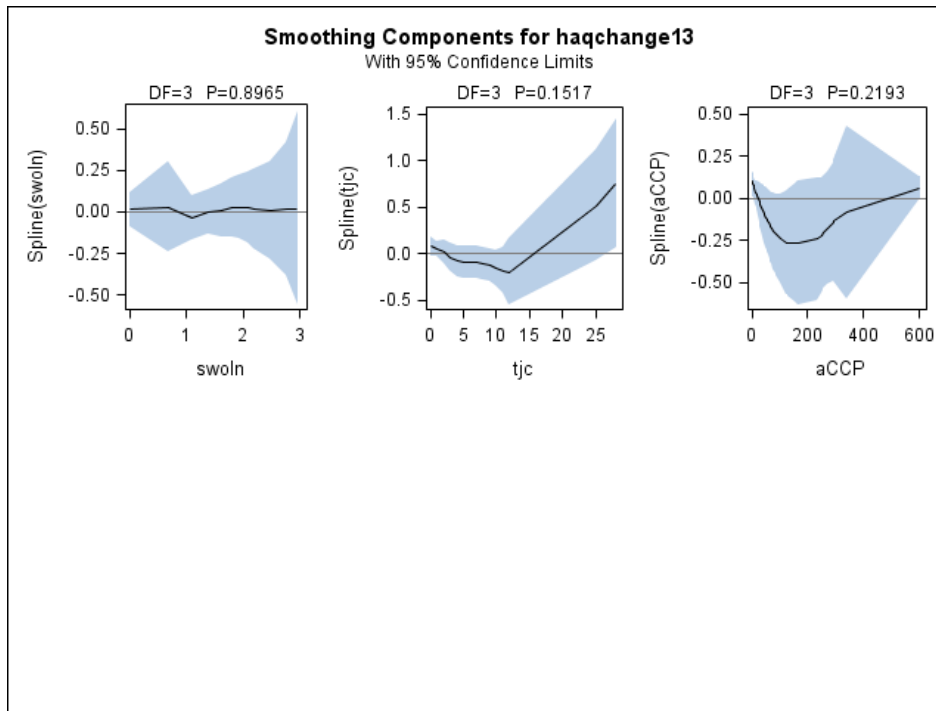 Smoothing Components for haqchange13
With 95% Confidence Limits
DF=3 P=0.8965
Spline(swoln)
0.50
0.25
0.00
-0.25
-0.50
0 1 2 3
swoln
DF=3 P=0.1517
Spline(tjc)
1.5
1.0
0.5
0.0
-0.5
0 5 10 15 20 25
tjc
DF=3 P=0.2193
Spline(aCCP)
0.50
0.25
0.00
-0.25
-0.50
0 200 400 600
aCCP